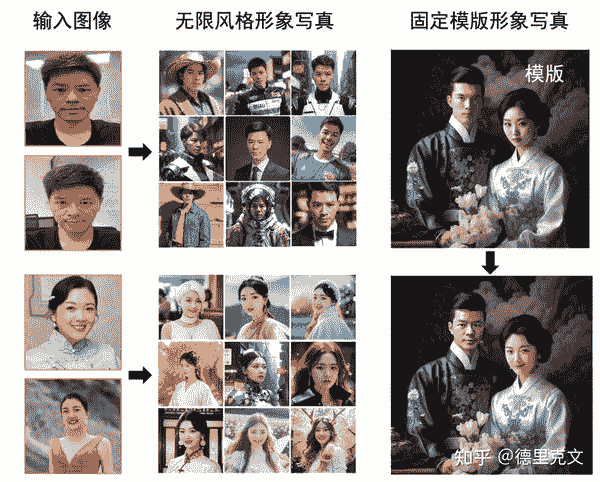 输入图像
无限风格形象写真
固定模版形象写真
模版
知乎 @德里克文